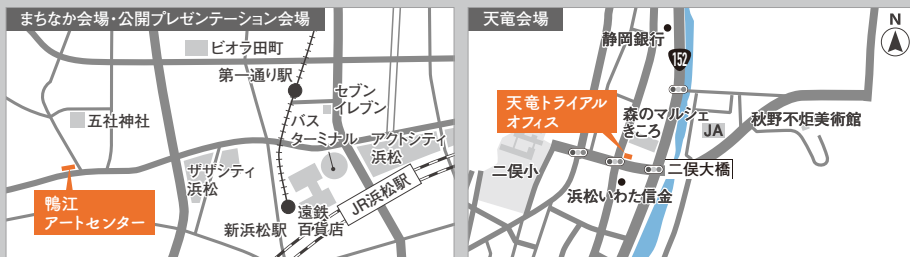 まちなか会場・公開プレゼンテーション会場
ビオラ田町
第一通り駅
セブン
イレブン
五社神社
バス
ターミナル
アクトシティ
浜松
ザザシティ
浜松
JR浜松駅
鴨江
アートセンター
新浜松駅
遠鉄
百貨店
天竜会場
N
静岡銀行
152
天竜トライアル
オフィス
森のマルシェ
きころ
JA
秋野不矩美術館
二俣小
二俣大橋
浜松いわた信金